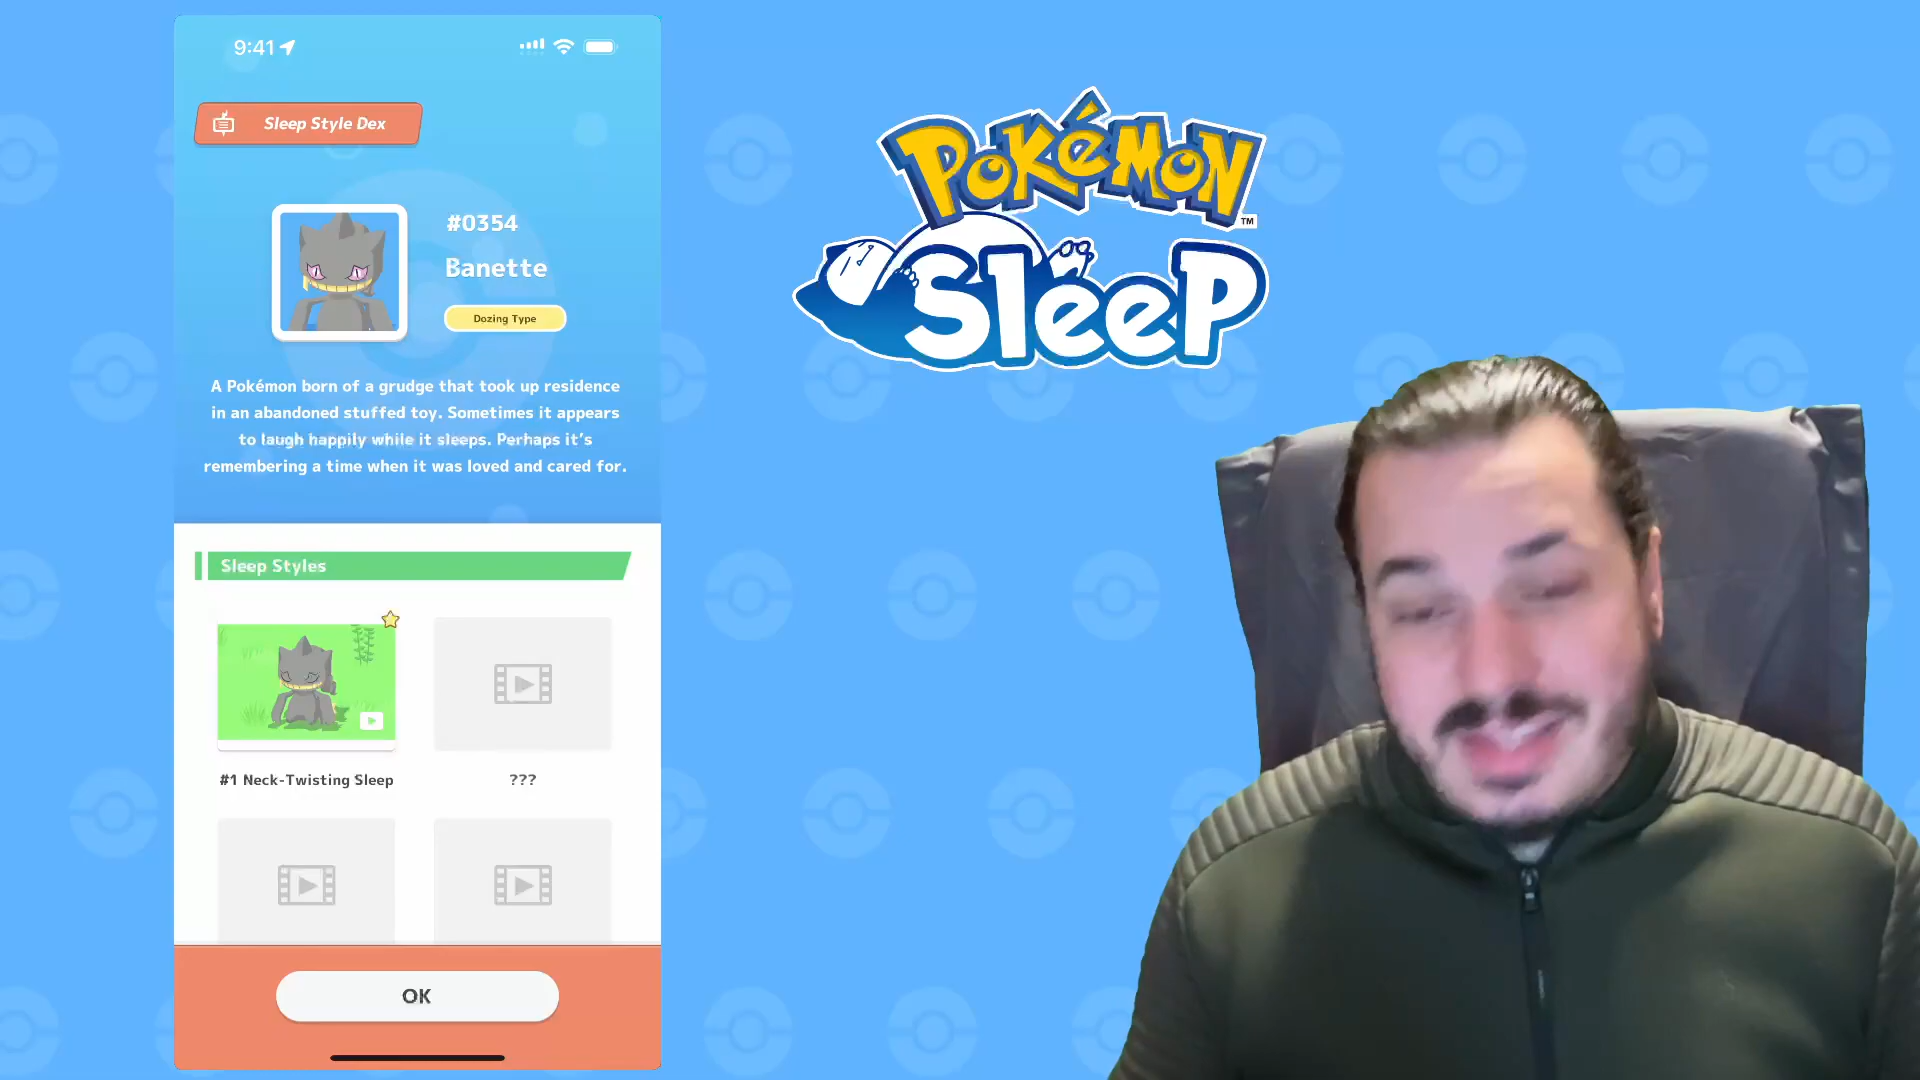 9:41
Sleep Style Dex
#0354
Banette
Dozing Type
A Pokémon born of a grudge that took up residence
in an abandoned stuffed toy. Sometimes it appears
to laugh happily while it sleeps. Perhaps it's
remembering a time when it was loved and cared for.
Sleep Styles
#1 Neck-Twisting Sleep
???
OK
POKéMON
TM
SleeP